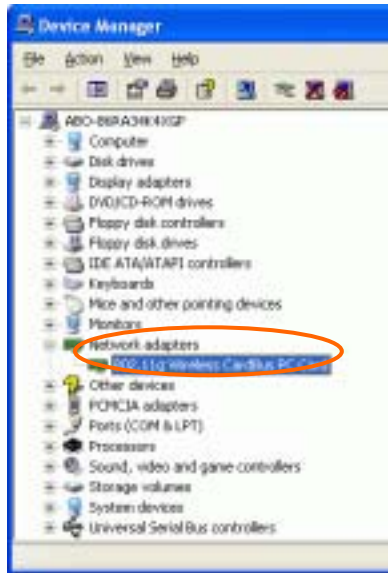 Device Manager
File Action View Help
Computer
Disk drives
Display adapters
DVD/CD-ROM drives
Floppy disk controllers
Floppy disk drives
IDE ATA/ATAPI controllers
Keyboards
Mice and other pointing devices
Monitors
Network adapters
802.11g Wireless CardBus PC Card
Other devices
PCMCIA adapters
Ports (COM & LPT)
Processors
Sound, video and game controllers
Storage volumes
System devices
Universal Serial Bus controllers